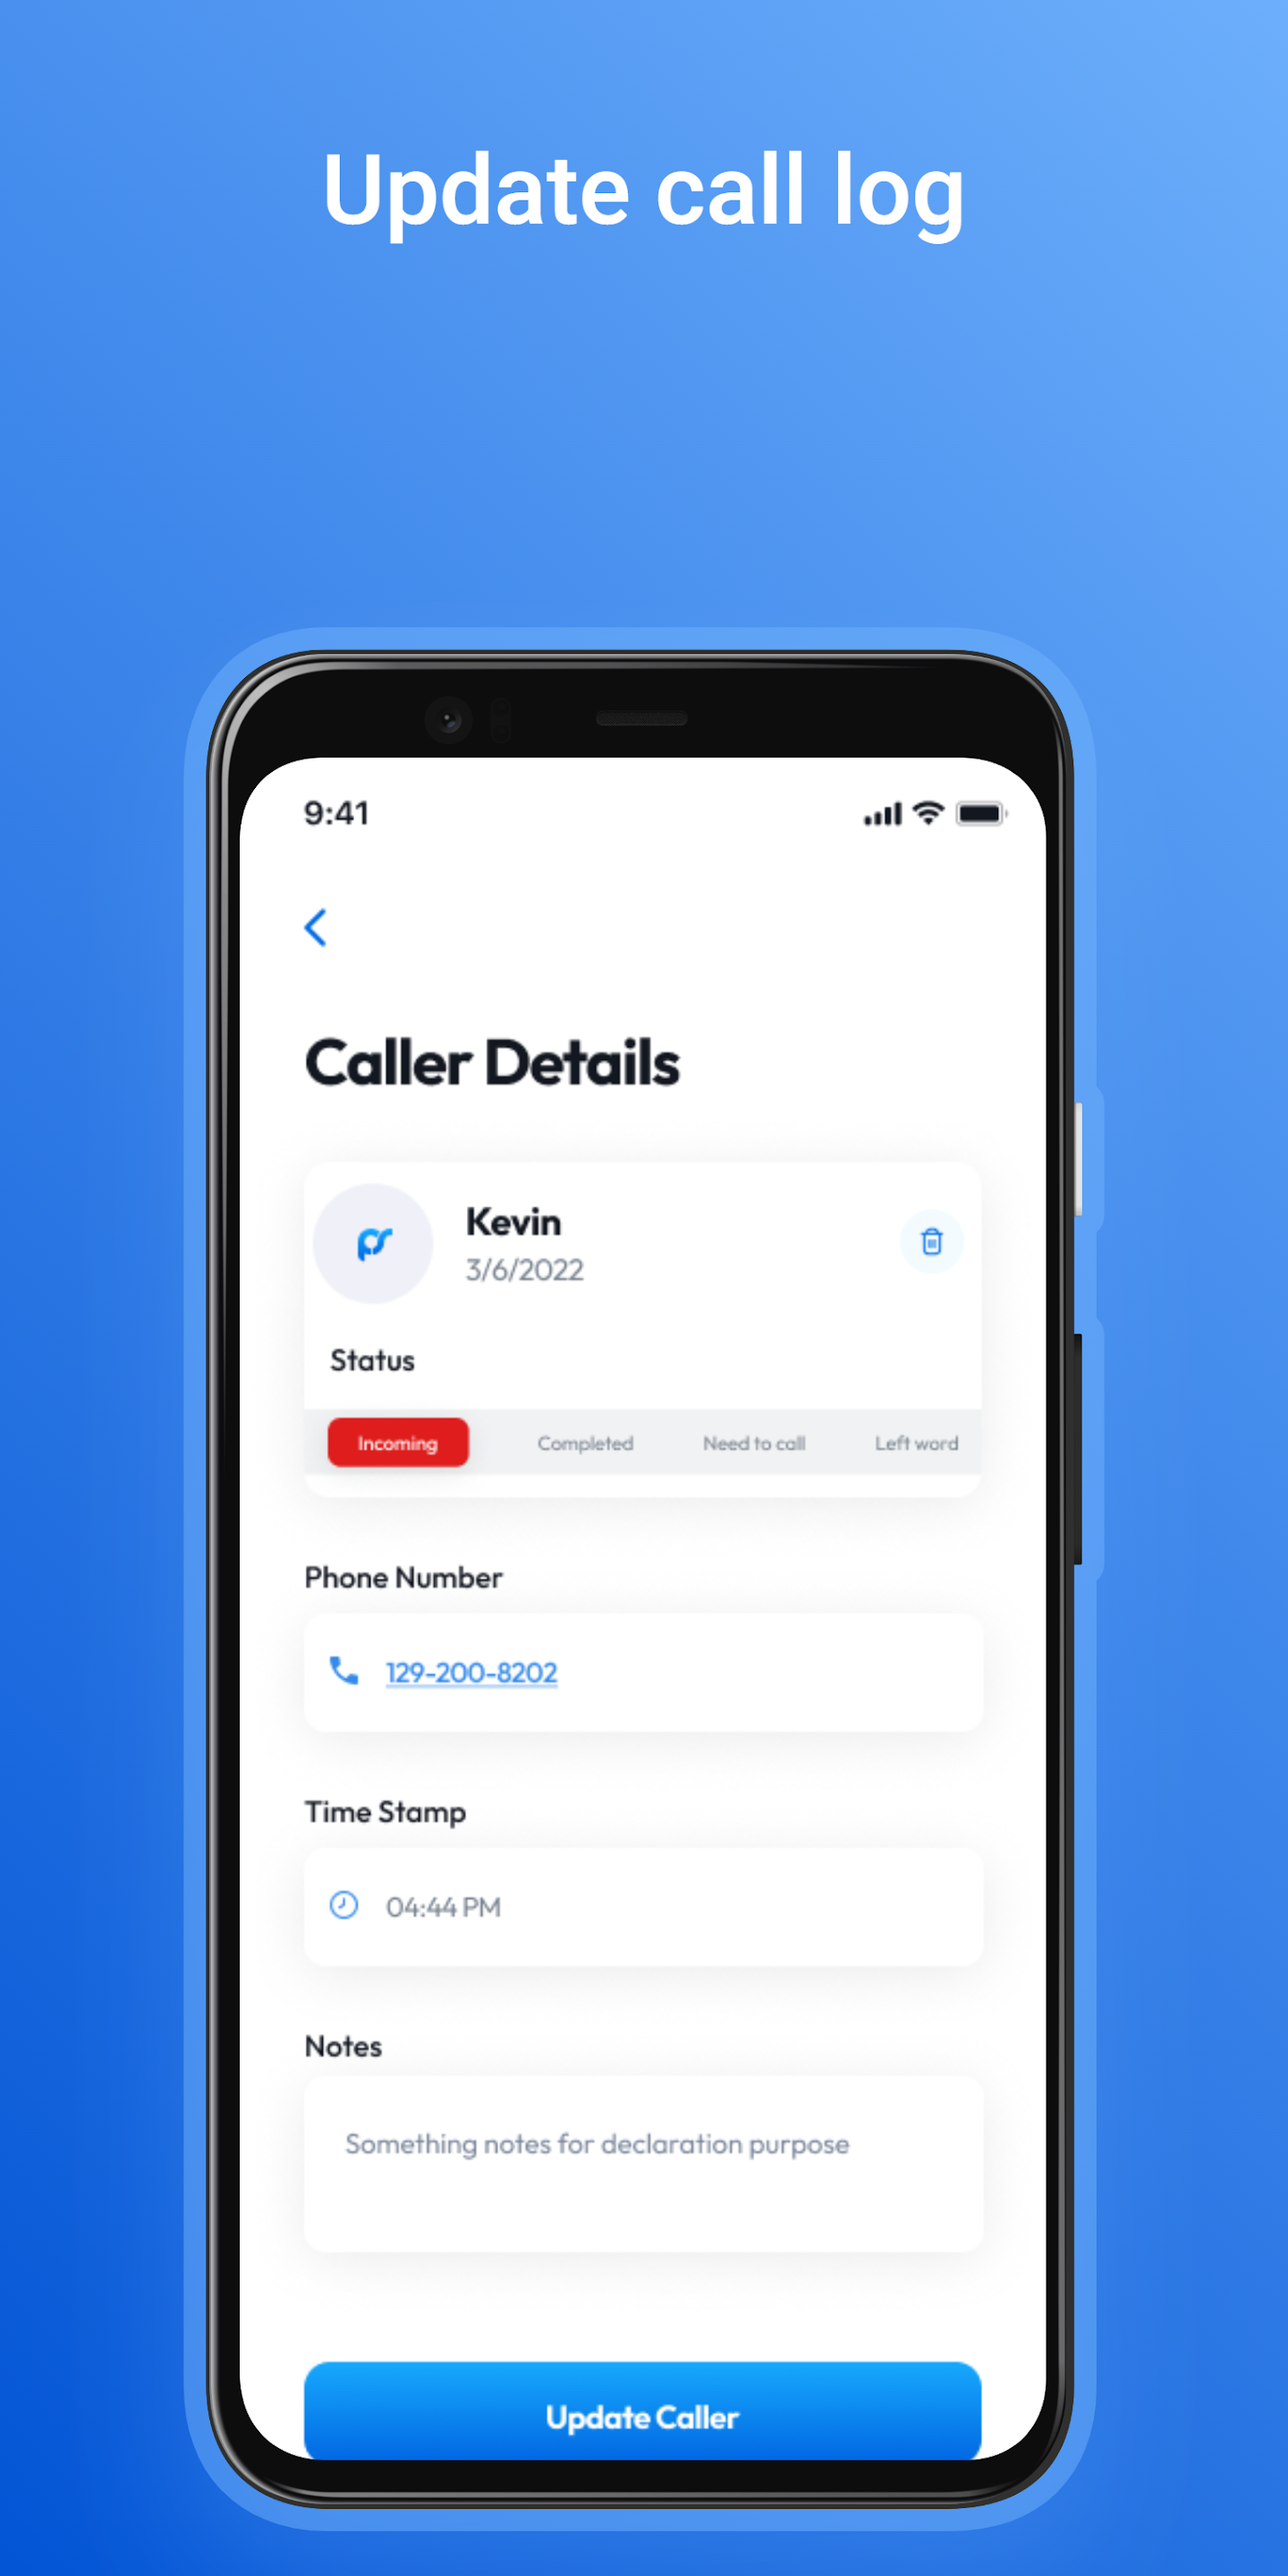 Update call log
9:41
Caller Details
Kevin
3/6/2022
Status
Incoming Completed Need to call Left word
Phone Number
129-200-8202
Time Stamp
04:44 PM
Notes
Something notes for declaration purpose
Update Caller